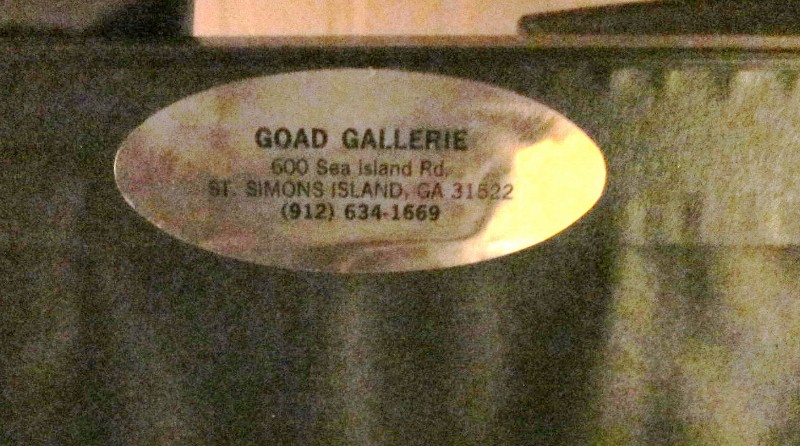 GOAD GALLERIE
600 Sea Island Rd.
ST. SIMONS ISLAND, GA 31522
(912) 634-1669